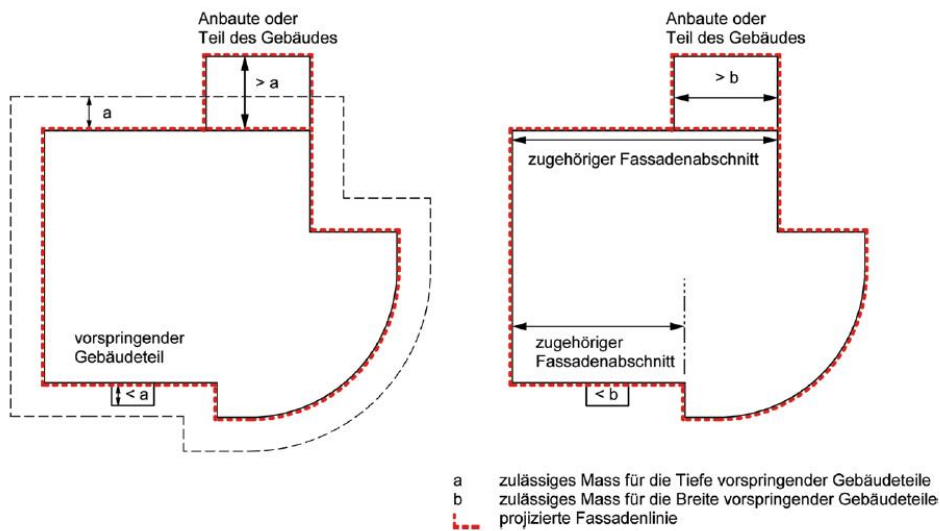 Anbaute oder
Teil des Gebäudes
> a
a
vorspringender
Gebäudeteil
< a
Anbaute oder
Teil des Gebäudes
> b
zugehöriger Fassadenabschnitt
zugehöriger
Fassadenabschnitt
< b
a zulässiges Mass für die Tiefe vorspringender Gebäudeteile
b zulässiges Mass für die Breite vorspringender Gebäudeteile
projizierte Fassadenlinie